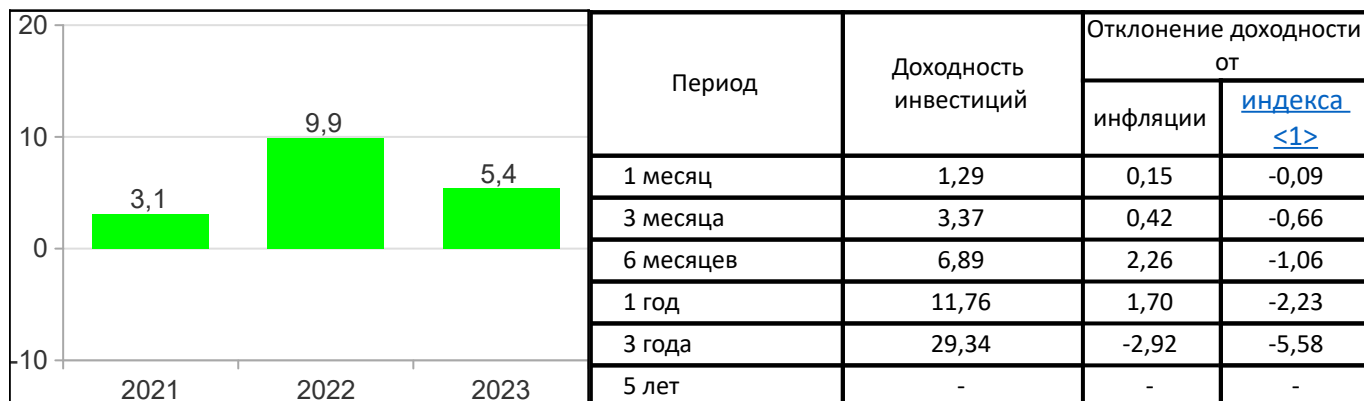 20
10
0
-10
3,1
9,9
5,4
2021 2022 2023
Период
Доходность
инвестиций
Отклонение доходности
от
инфляции
индекса
<1>
1 месяц 1,29 0,15 -0,09
3 месяца 3,37 0,42 -0,66
6 месяцев 6,89 2,26 -1,06
1 год 11,76 1,70 -2,23
3 года 29,34 -2,92 -5,58
5 лет - - -